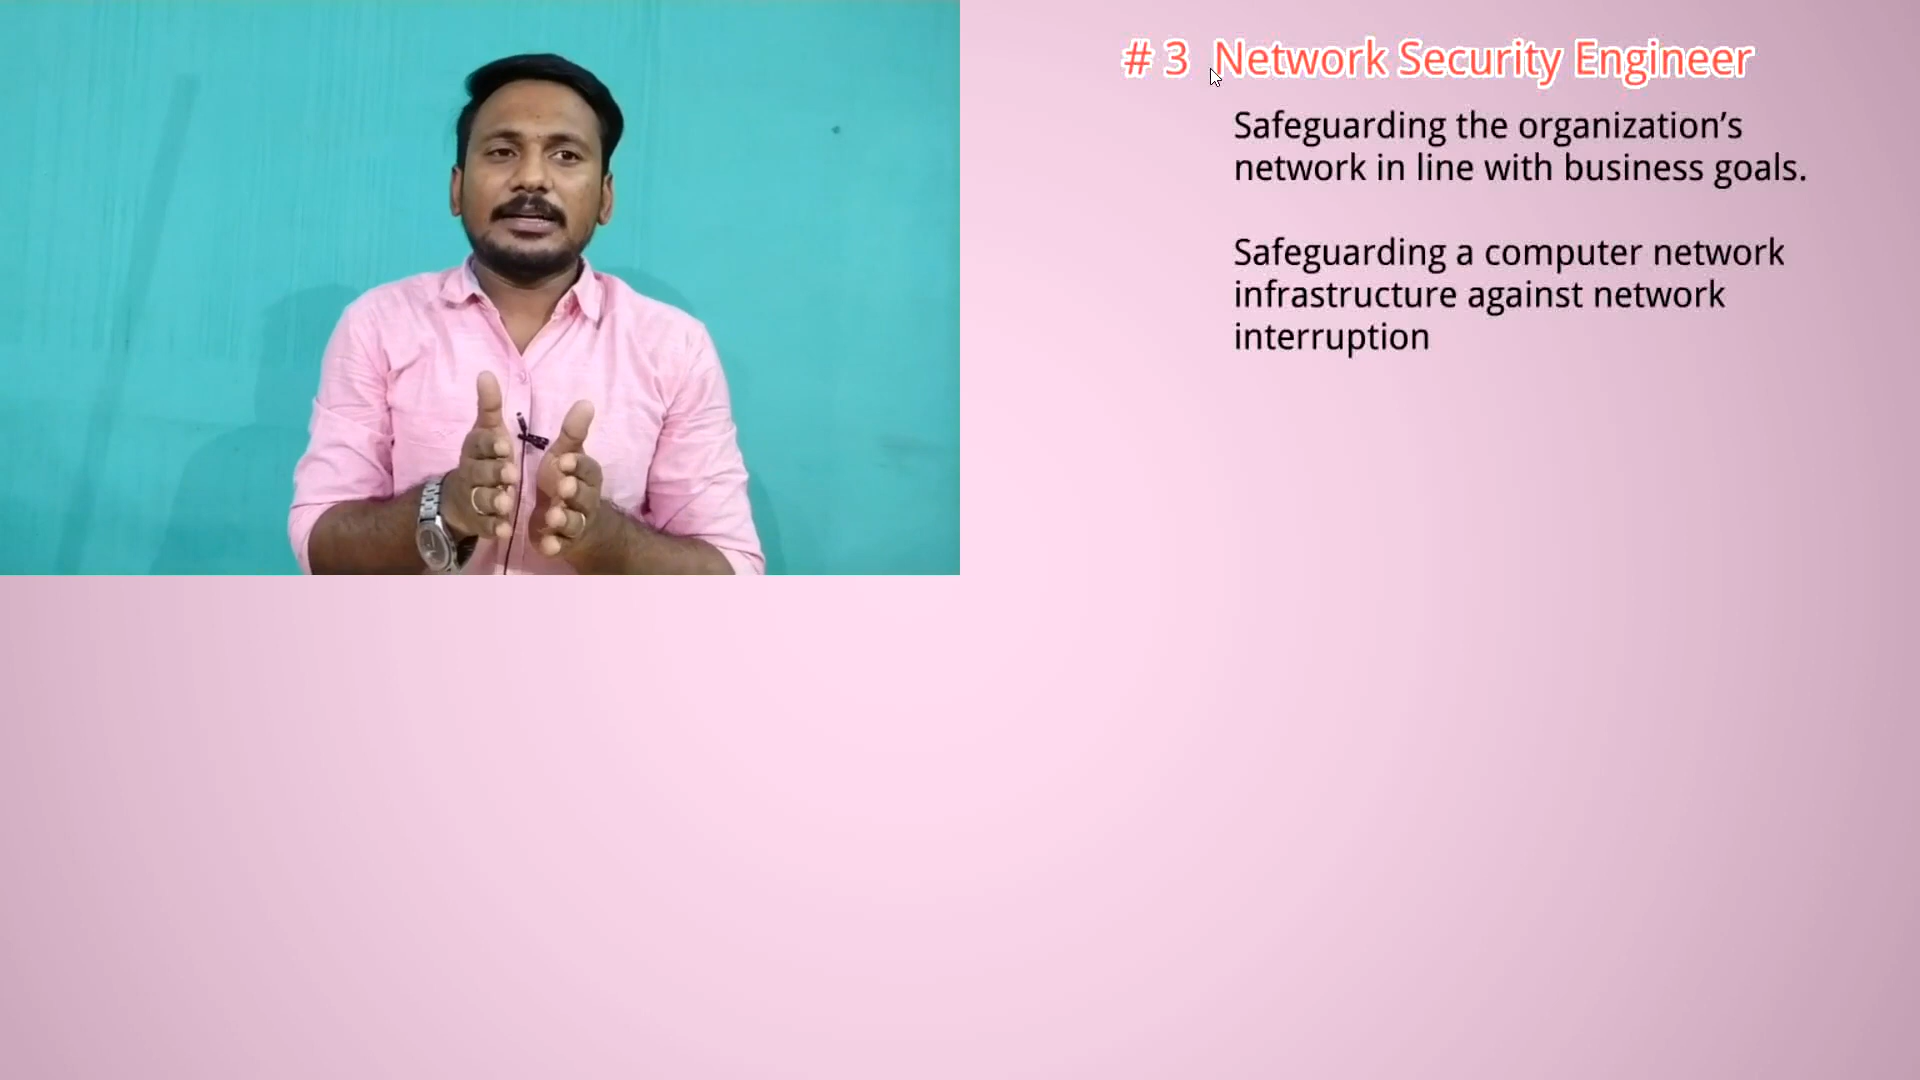 # 3 Network Security Engineer
Safeguarding the organization’s
network in line with business goals.
Safeguarding a computer network
infrastructure against network
interruption